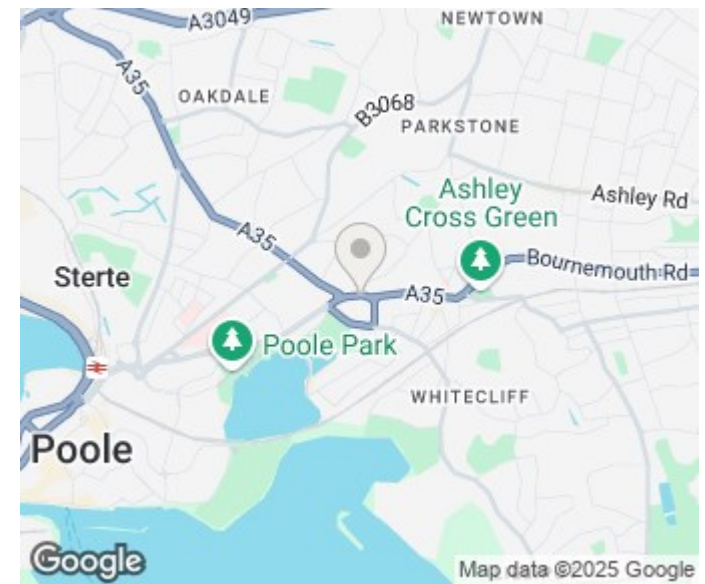 NEWTOWN
A3049
A35
OAKDALE
B3068
PARKSTONE
Ashley
Cross Green
Ashley Rd
A35
Bournemouth Rd
Sterte
A35
Poole Park
WHITECLIFF
Poole
Google
Map data ©2025 Google